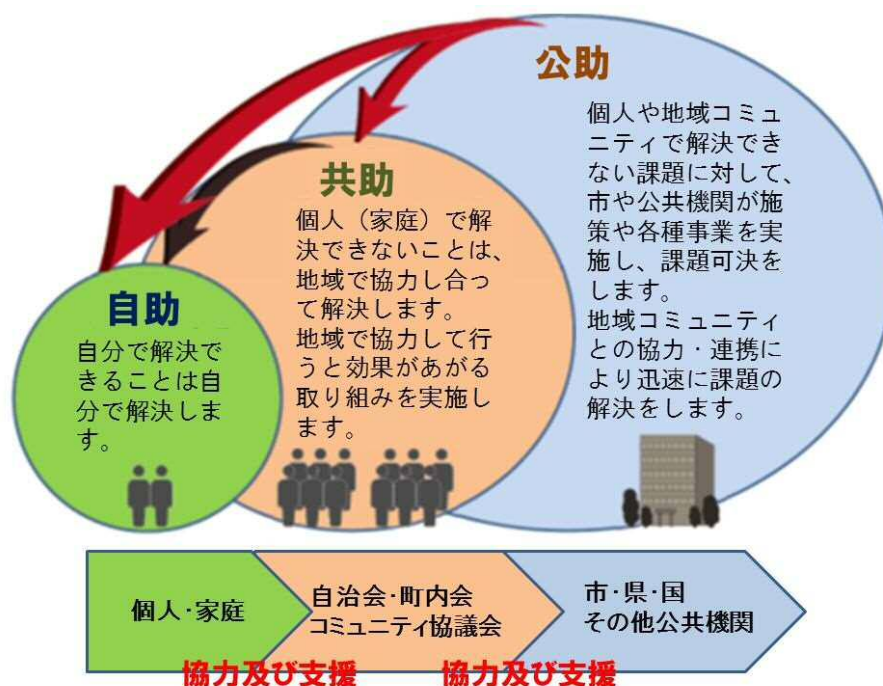 公助
個人や地域コミュ
ニティで解決でき
ない課題に対して、
市や公共機関が施
策や各種事業を実
施し、課題可決を
します。
地域コミュニティ
との協力・連携に
より迅速に課題の
解決をします。
共助
個人（家庭）で解
決できないことは、
地域で協力し合っ
て解決します。
地域で協力して行
うと効果があがる
取り組みを実施し
ます。
自助
自分で解決で
きることは自
分で解決しま
す。
個人・家庭
自治会・町内会
コミュニティ協議会
市・県・国
その他公共機関
協力及び支援
協力及び支援